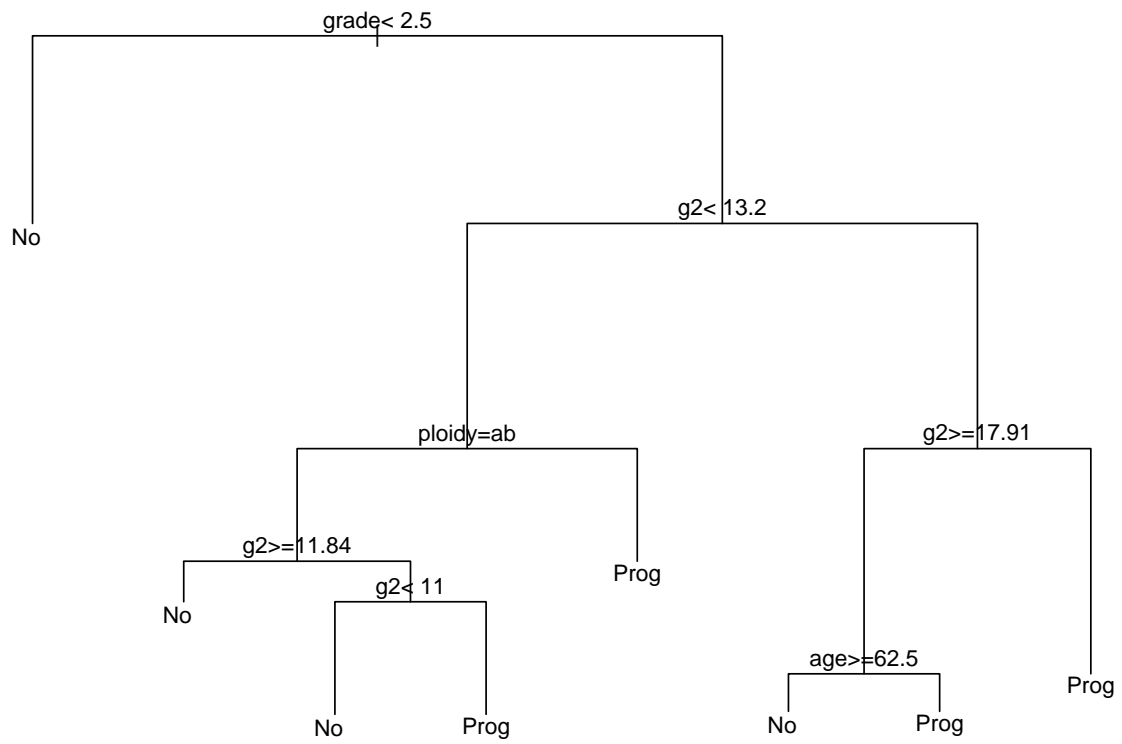 grade< 2.5
g2< 13.2
No
ploidy=ab
g2>=17.91
g2>=11.84
Prog
g2< 11
No
age>=62.5
Prog
No
Prog
No
Prog